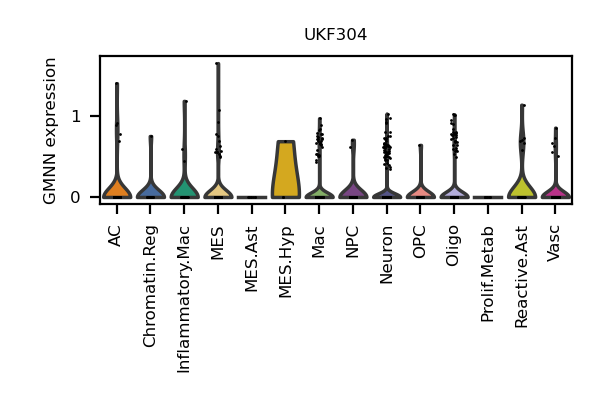 UKF304
GMNN expression
1
0
AC
Chromatin.Reg
Inflammatory.Mac
MES
MES.Ast
MES.Hyp
Mac
NPC
Neuron
OPC
Oligo
Prolif.Metab
Reactive.Ast
Vasc